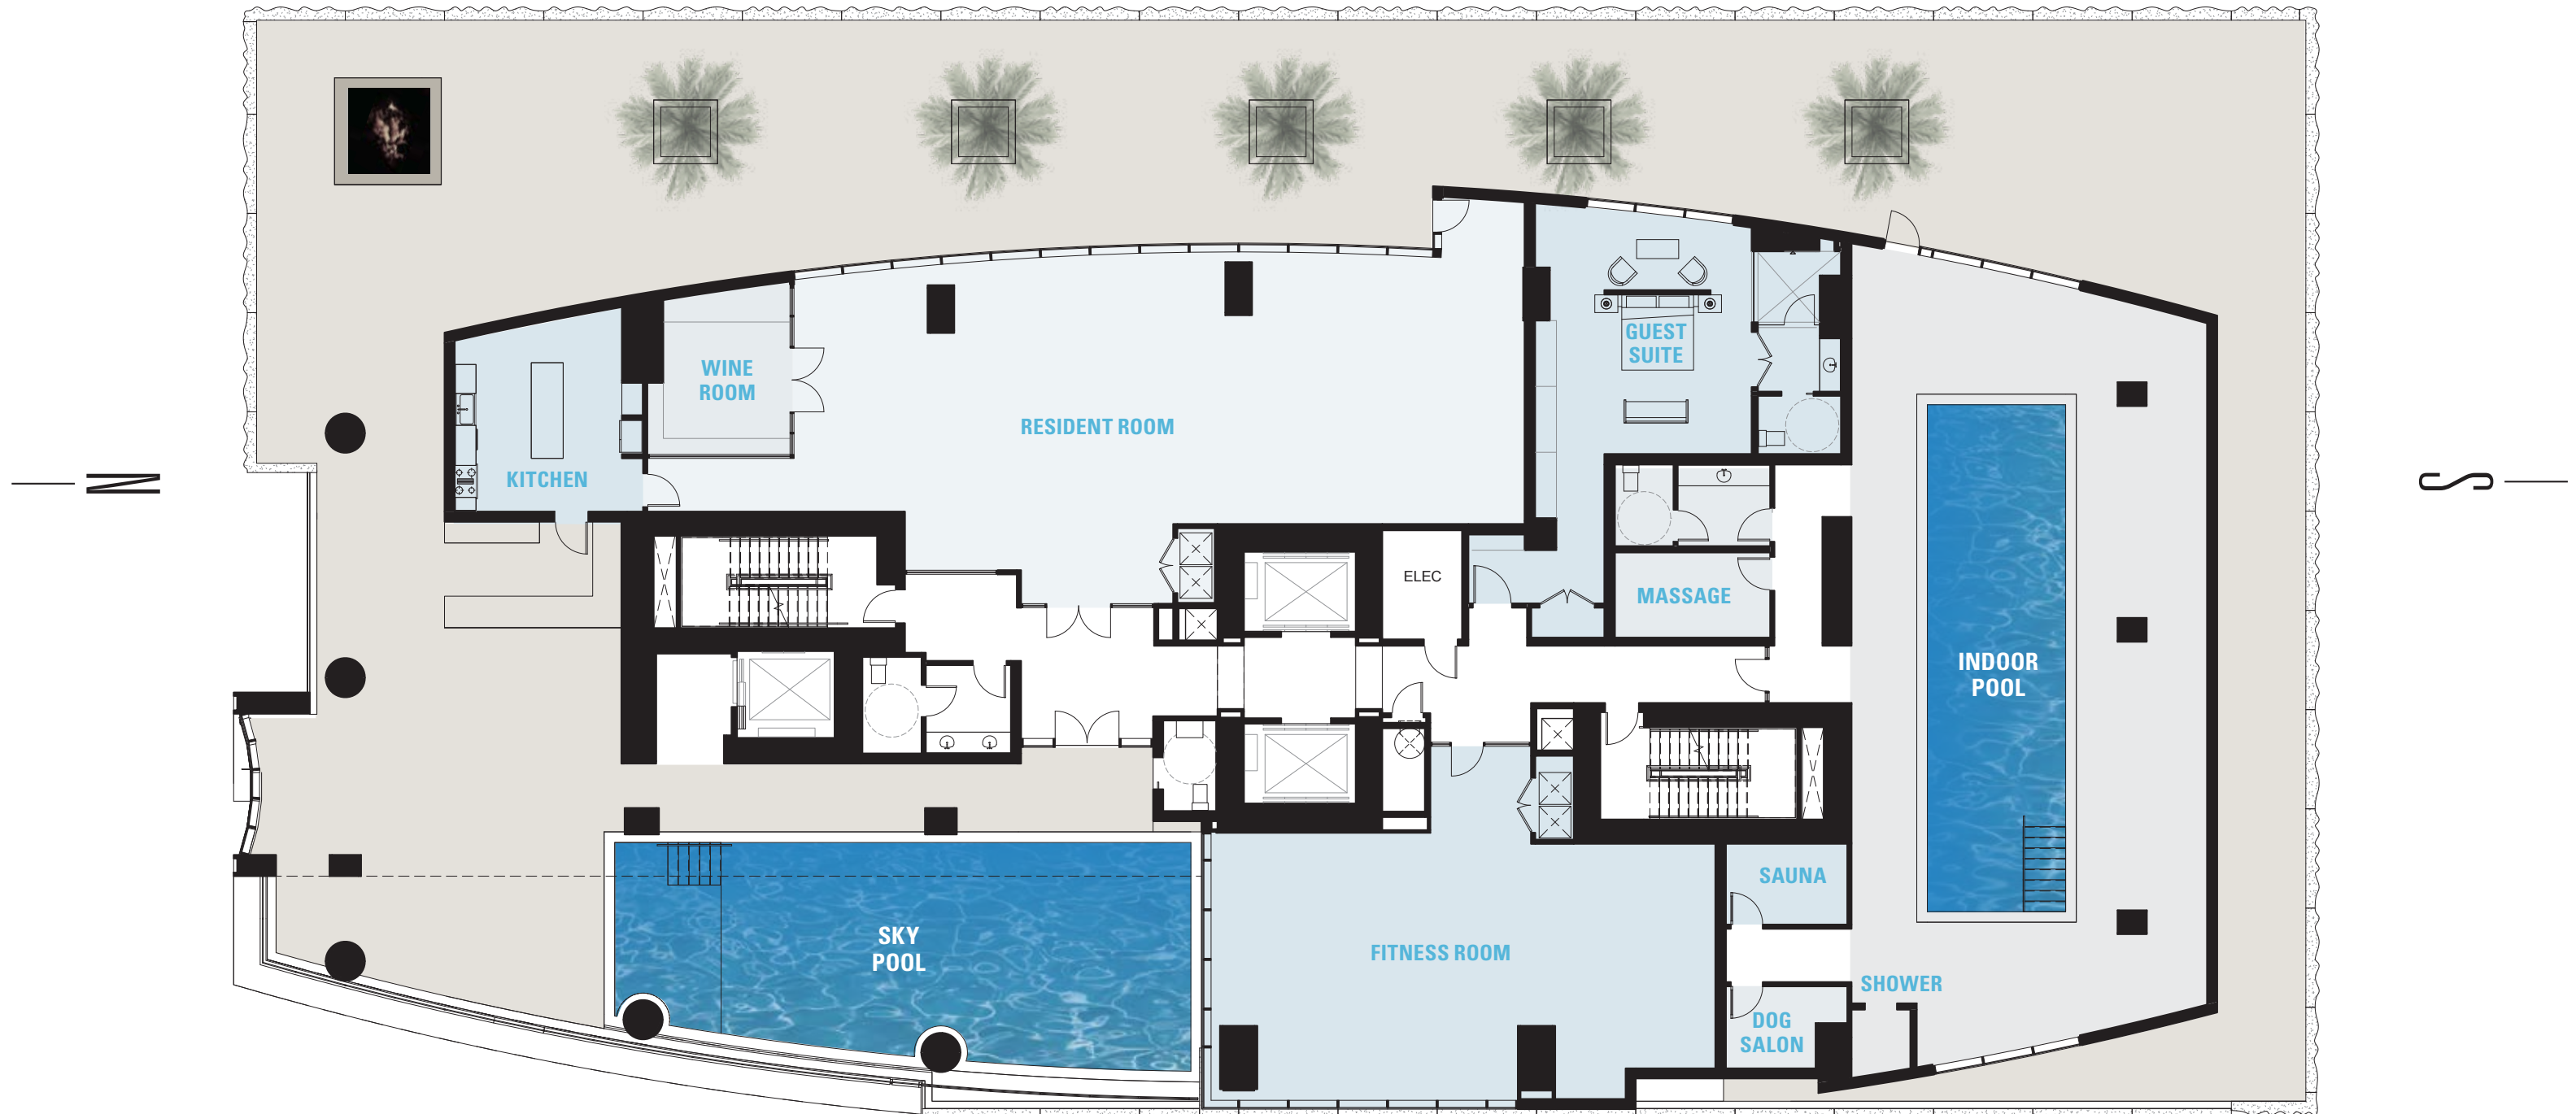 GUEST
SUITE
WINE
ROOM
RESIDENT ROOM
KITCHEN
N
S
ELEC
MASSAGE
INDOOR
POOL
SAUNA
SKY
POOL
FITNESS ROOM
SHOWER
DOG
SALON